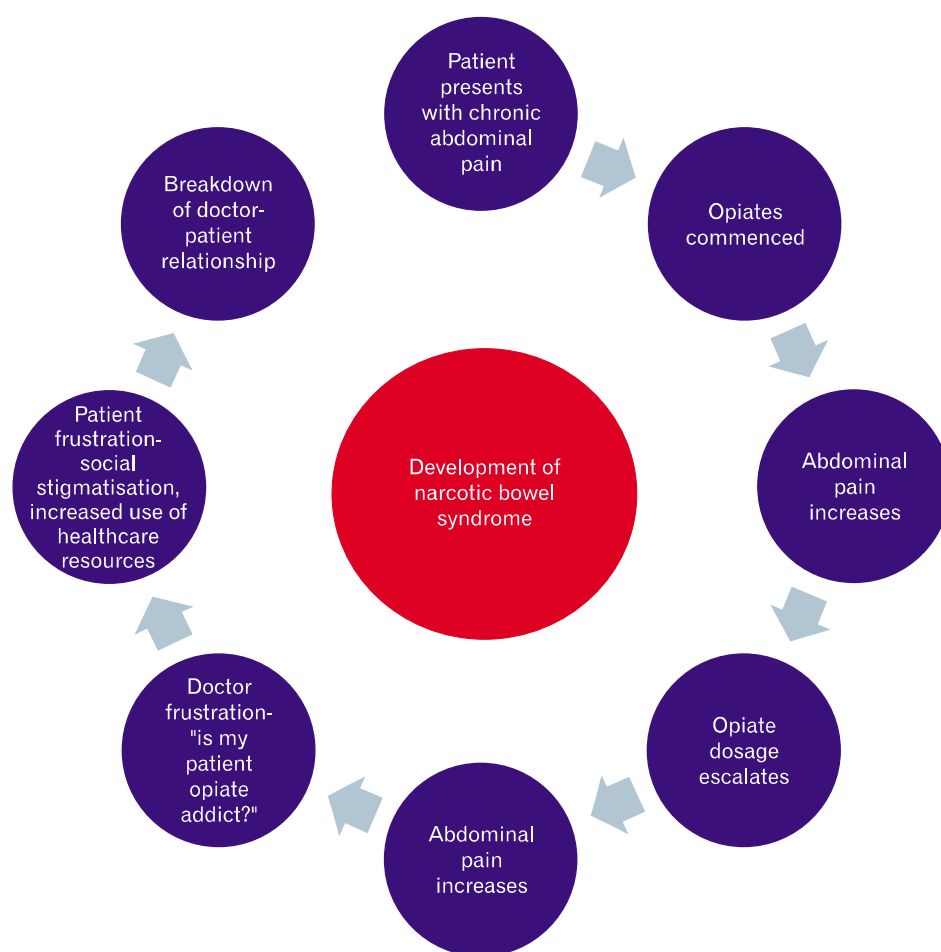 Patient
presents
with chronic
abdominal
pain
Opiates
commenced
Abdominal
pain
increases
Opiate
dosage
escalates
Abdominal
pain
increases
Doctor
frustration-
"is my
patient
opiate
addict?"
Patient
frustration-
social
stigmatisation,
increased use of
healthcare
resources
Breakdown
of doctor-
patient
relationship
Development of
narcotic bowel
syndrome